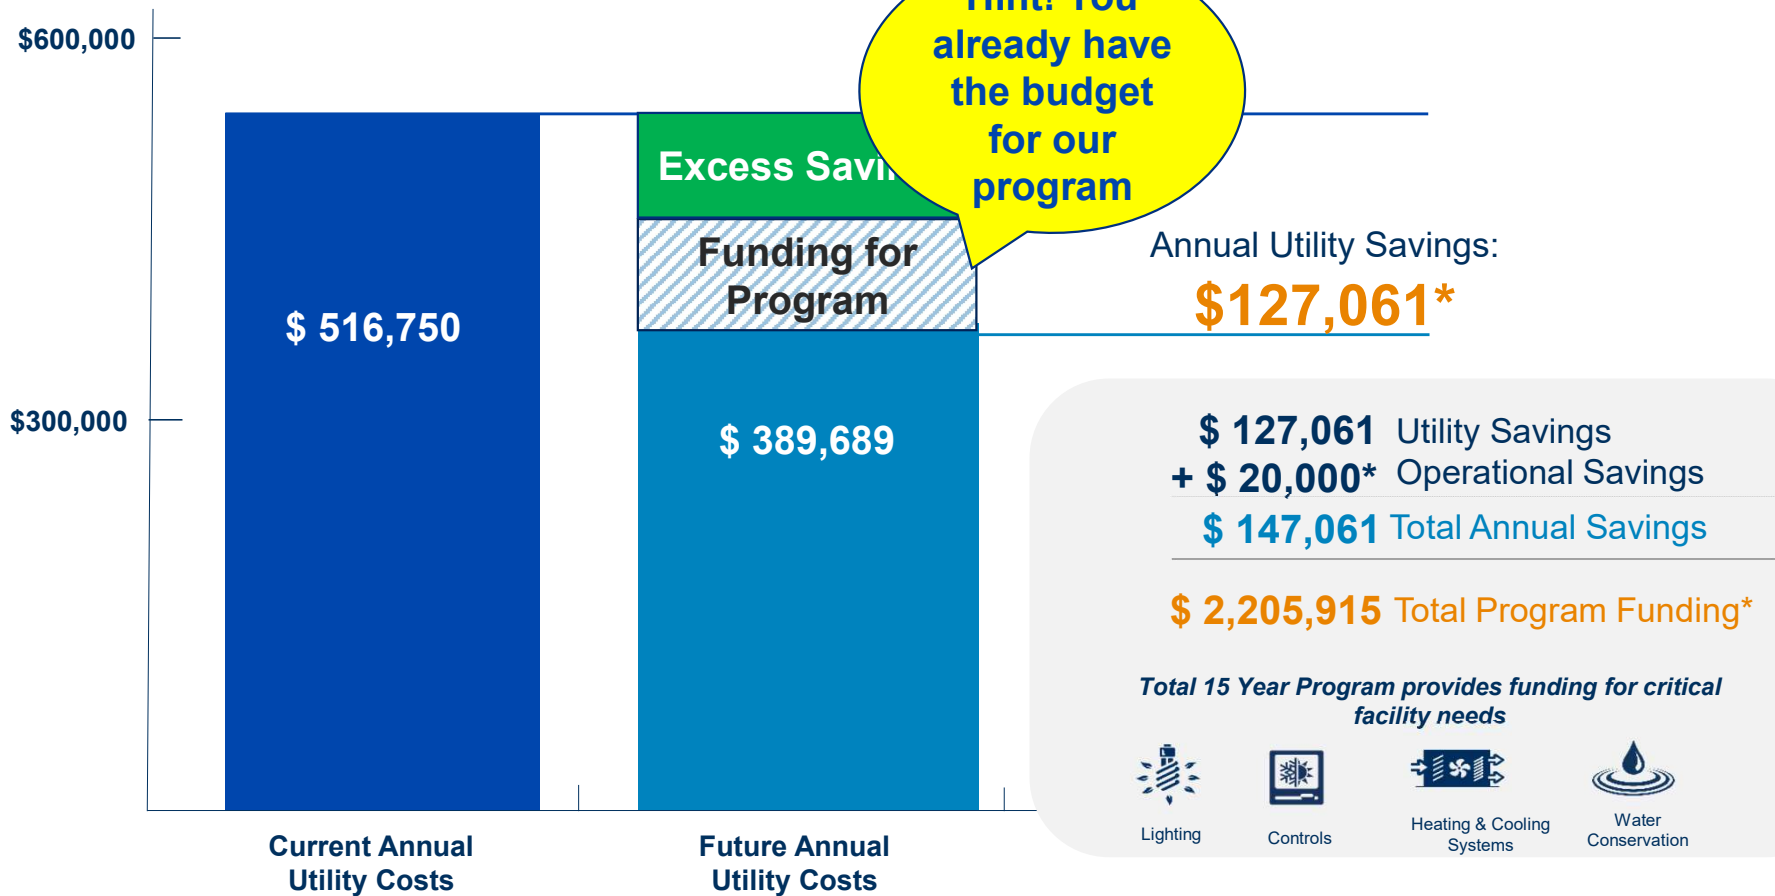 Hint! You
already have
the budget
for our
program
$600,000
$300,000
Excess Savin
Funding for
Program
$ 516,750
$ 389,689
Annual Utility Savings:
$127,061*
$ 127,061 Utility Savings
+ $ 20,000* Operational Savings
$ 147,061 Total Annual Savings
$ 2,205,915 Total Program Funding*
Total 15 Year Program provides funding for critical
facility needs
Lighting
Controls
Heating & Cooling
Systems
Water
Conservation
Current Annual
Utility Costs
Future Annual
Utility Costs